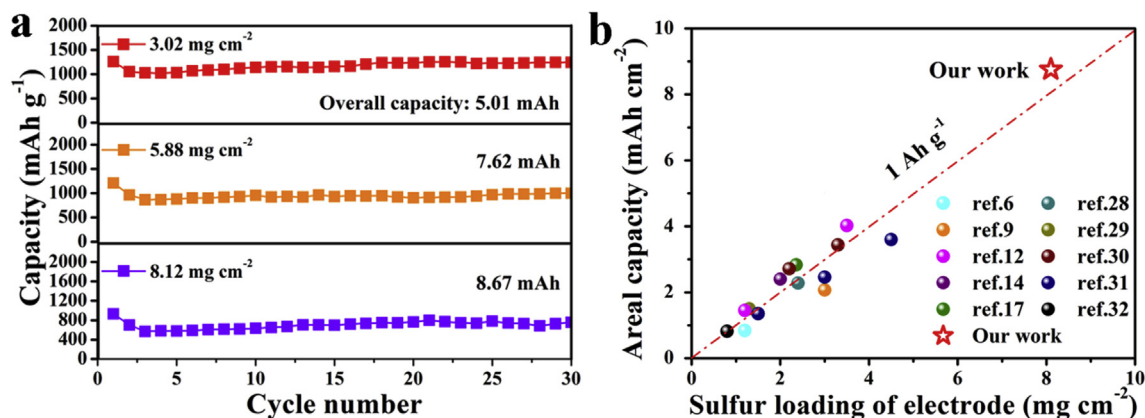 a
Capacity (mAh g⁻¹)
2000
1500
1000
500
0
3.02 mg cm⁻²
Overall capacity: 5.01 mAh
2000
1500
1000
500
0
5.88 mg cm⁻²
7.62 mAh
2000
1600
1200
800
400
0
8.12 mg cm⁻²
8.67 mAh
0 5 10 15 20 25 30
Cycle number
b
Areal capacity (mAh cm⁻²)
10
8
6
4
2
0
Our work
1 Ah g⁻¹
ref.6 ref.28
ref.9 ref.29
ref.12 ref.30
ref.14 ref.31
ref.17 ref.32
Our work
0 2 4 6 8 10
Sulfur loading of electrode (mg cm⁻²)